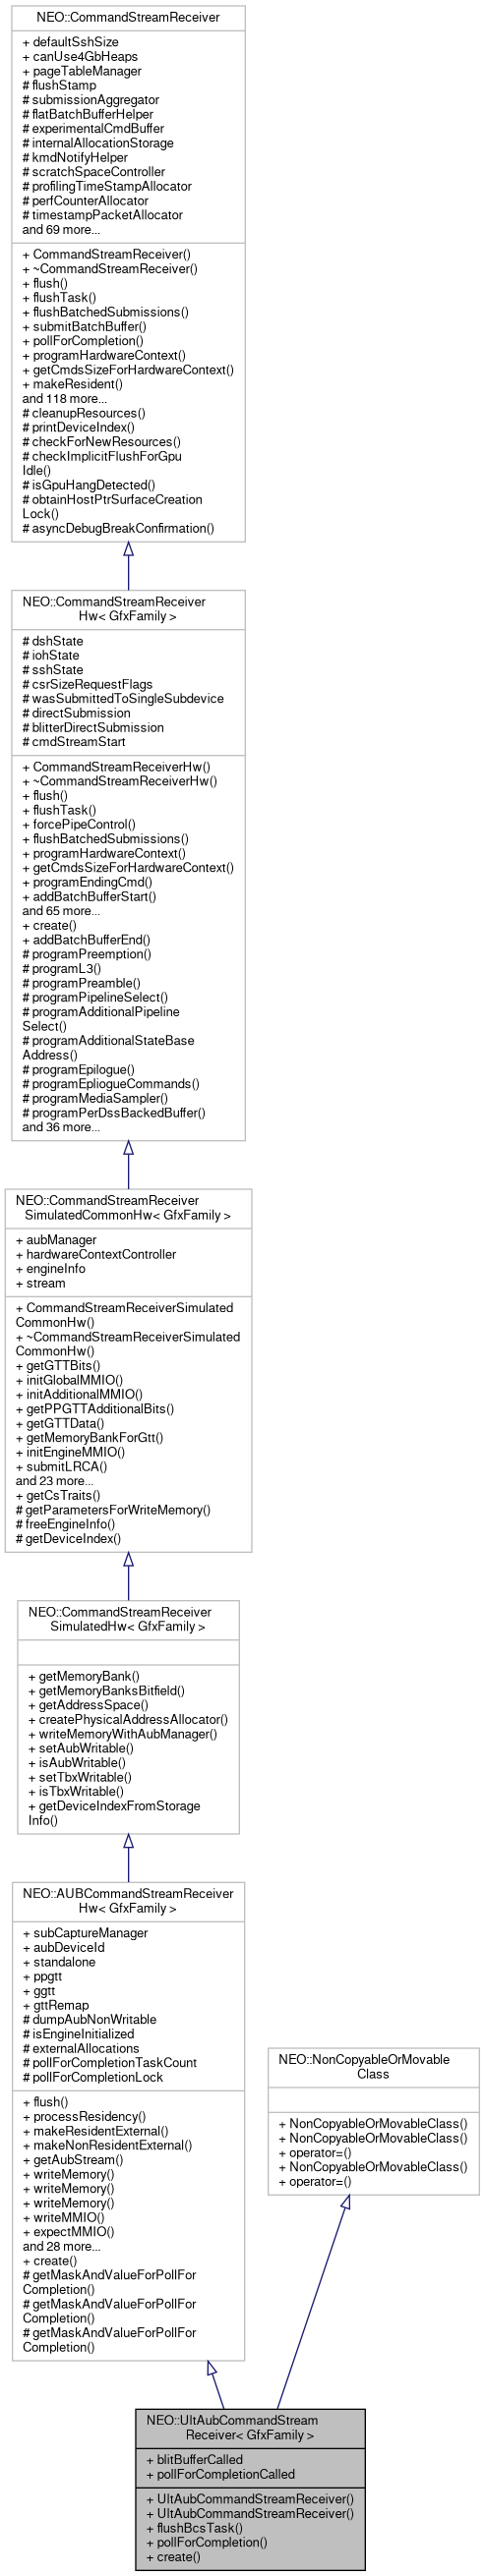 NEO::CommandStreamReceiver
+ defaultSshSize
+ canUse4GbHeaps
+ pageTableManager
# flushStamp
# submissionAggregator
# flatBatchBufferHelper
# experimentalCmdBuffer
# internalAllocationStorage
# kmdNotifyHelper
# scratchSpaceController
# profilingTimeStampAllocator
# perfCounterAllocator
# timestampPacketAllocator
and 69 more...
+ CommandStreamReceiver()
+ ~CommandStreamReceiver()
+ flush()
+ flushTask()
+ flushBatchedSubmissions()
+ submitBatchBuffer()
+ pollForCompletion()
+ programHardwareContext()
+ getCmdsSizeForHardwareContext()
+ makeResident()
and 118 more...
# cleanupResources()
# printDeviceIndex()
# checkForNewResources()
# checkImplicitFlushForGpu
Idle()
# isGpuHangDetected()
# obtainHostPtrSurfaceCreation
Lock()
# asyncDebugBreakConfirmation()
NEO::CommandStreamReceiver
Hw< GfxFamily >
# dshState
# iohState
# sshState
# csrSizeRequestFlags
# wasSubmittedToSingleSubdevice
# directSubmission
# blitterDirectSubmission
# cmdStreamStart
+ CommandStreamReceiverHw()
+ ~CommandStreamReceiverHw()
+ flush()
+ flushTask()
+ forcePipeControl()
+ flushBatchedSubmissions()
+ programHardwareContext()
+ getCmdsSizeForHardwareContext()
+ programEndingCmd()
+ addBatchBufferStart()
and 65 more...
+ create()
+ addBatchBufferEnd()
# programPreemption()
# programL3()
# programPreamble()
# programPipelineSelect()
# programAdditionalPipeline
Select()
# programAdditionalStateBase
Address()
# programEpilogue()
# programEpliogueCommands()
# programMediaSampler()
# programPerDssBackedBuffer()
and 36 more...
NEO::CommandStreamReceiver
SimulatedCommonHw< GfxFamily >
+ aubManager
+ hardwareContextController
+ engineInfo
+ stream
+ CommandStreamReceiverSimulated
CommonHw()
+ ~CommandStreamReceiverSimulated
CommonHw()
+ getGTTBits()
+ initGlobalMMIO()
+ initAdditionalMMIO()
+ getPPGTTAdditionalBits()
+ getGTTData()
+ getMemoryBankForGtt()
+ initEngineMMIO()
+ submitLRCA()
and 23 more...
+ getCsTraits()
# getParametersForWriteMemory()
# freeEngineInfo()
# getDeviceIndex()
NEO::CommandStreamReceiver
SimulatedHw< GfxFamily >
+ getMemoryBank()
+ getMemoryBanksBitfield()
+ getAddressSpace()
+ createPhysicalAddressAllocator()
+ writeMemoryWithAubManager()
+ setAubWritable()
+ isAubWritable()
+ setTbxWritable()
+ isTbxWritable()
+ getDeviceIndexFromStorage
Info()
NEO::AUBCommandStreamReceiver
Hw< GfxFamily >
+ subCaptureManager
+ aubDeviceId
+ standalone
+ ppgtt
+ ggtt
+ gttRemap
# dumpAubNonWritable
# isEngineInitialized
# externalAllocations
# pollForCompletionTaskCount
# pollForCompletionLock
+ flush()
+ processResidency()
+ makeResidentExternal()
+ makeNonResidentExternal()
+ getAubStream()
+ writeMemory()
+ writeMemory()
+ writeMemory()
+ writeMMIO()
+ expectMMIO()
and 28 more...
+ create()
# getMaskAndValueForPollFor
Completion()
# getMaskAndValueForPollFor
Completion()
# getMaskAndValueForPollFor
Completion()
NEO::NonCopyableOrMovable
Class
+ NonCopyableOrMovableClass()
+ NonCopyableOrMovableClass()
+ operator=()
+ NonCopyableOrMovableClass()
+ operator=()
NEO::UltAubCommandStream
Receiver< GfxFamily >
+ blitBufferCalled
+ pollForCompletionCalled
+ UltAubCommandStreamReceiver()
+ UltAubCommandStreamReceiver()
+ flushBcsTask()
+ pollForCompletion()
+ create()